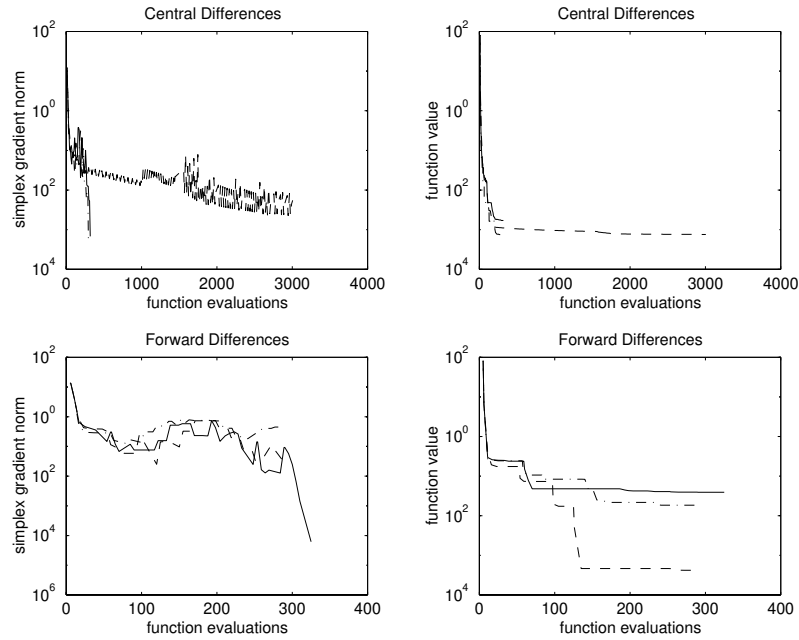 Central Differences
10^2
10^0
10^2
10^4
simplex gradient norm
0 1000 2000 3000 4000
function evaluations
Central Differences
10^2
10^0
10^2
10^4
function value
0 1000 2000 3000 4000
function evaluations
Forward Differences
10^2
10^0
10^2
10^4
10^6
simplex gradient norm
0 100 200 300 400
function evaluations
Forward Differences
10^2
10^0
10^2
10^4
function value
0 100 200 300 400
function evaluations